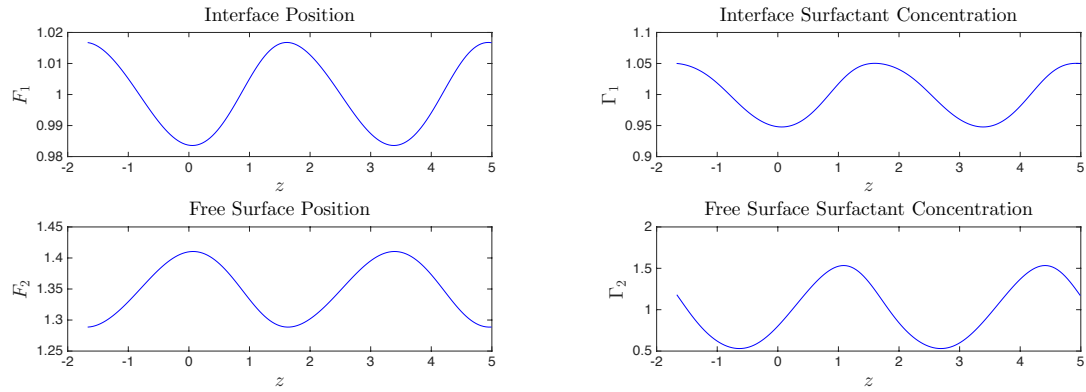 Interface Position
1.02
1.01
1
0.99
0.98
F₁
-2 -1 0 1 2 3 4 5
z
Interface Surfactant Concentration
1.1
1.05
1
0.95
0.9
Γ₁
-2 -1 0 1 2 3 4 5
z
Free Surface Position
1.45
1.4
1.35
1.3
1.25
F₂
-2 -1 0 1 2 3 4 5
z
Free Surface Surfactant Concentration
2
1.5
1
0.5
Γ₂
-2 -1 0 1 2 3 4 5
z